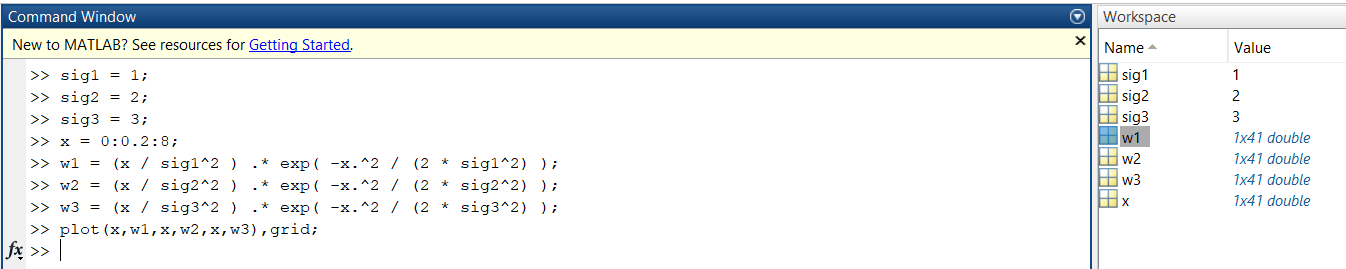 Command Window
New to MATLAB? See resources for Getting Started.
>> sig1 = 1;
>> sig2 = 2;
>> sig3 = 3;
>> x = 0:0.2:8;
>> w1 = (x / sig1^2 ) .* exp( -x.^2 / (2 * sig1^2) );
>> w2 = (x / sig2^2 ) .* exp( -x.^2 / (2 * sig2^2) );
>> w3 = (x / sig3^2 ) .* exp( -x.^2 / (2 * sig3^2) );
>> plot(x,w1,x,w2,x,w3),grid;
fx >>
Workspace
Name Value
sig1 1
sig2 2
sig3 3
w1 1x41 double
w2 1x41 double
w3 1x41 double
x 1x41 double